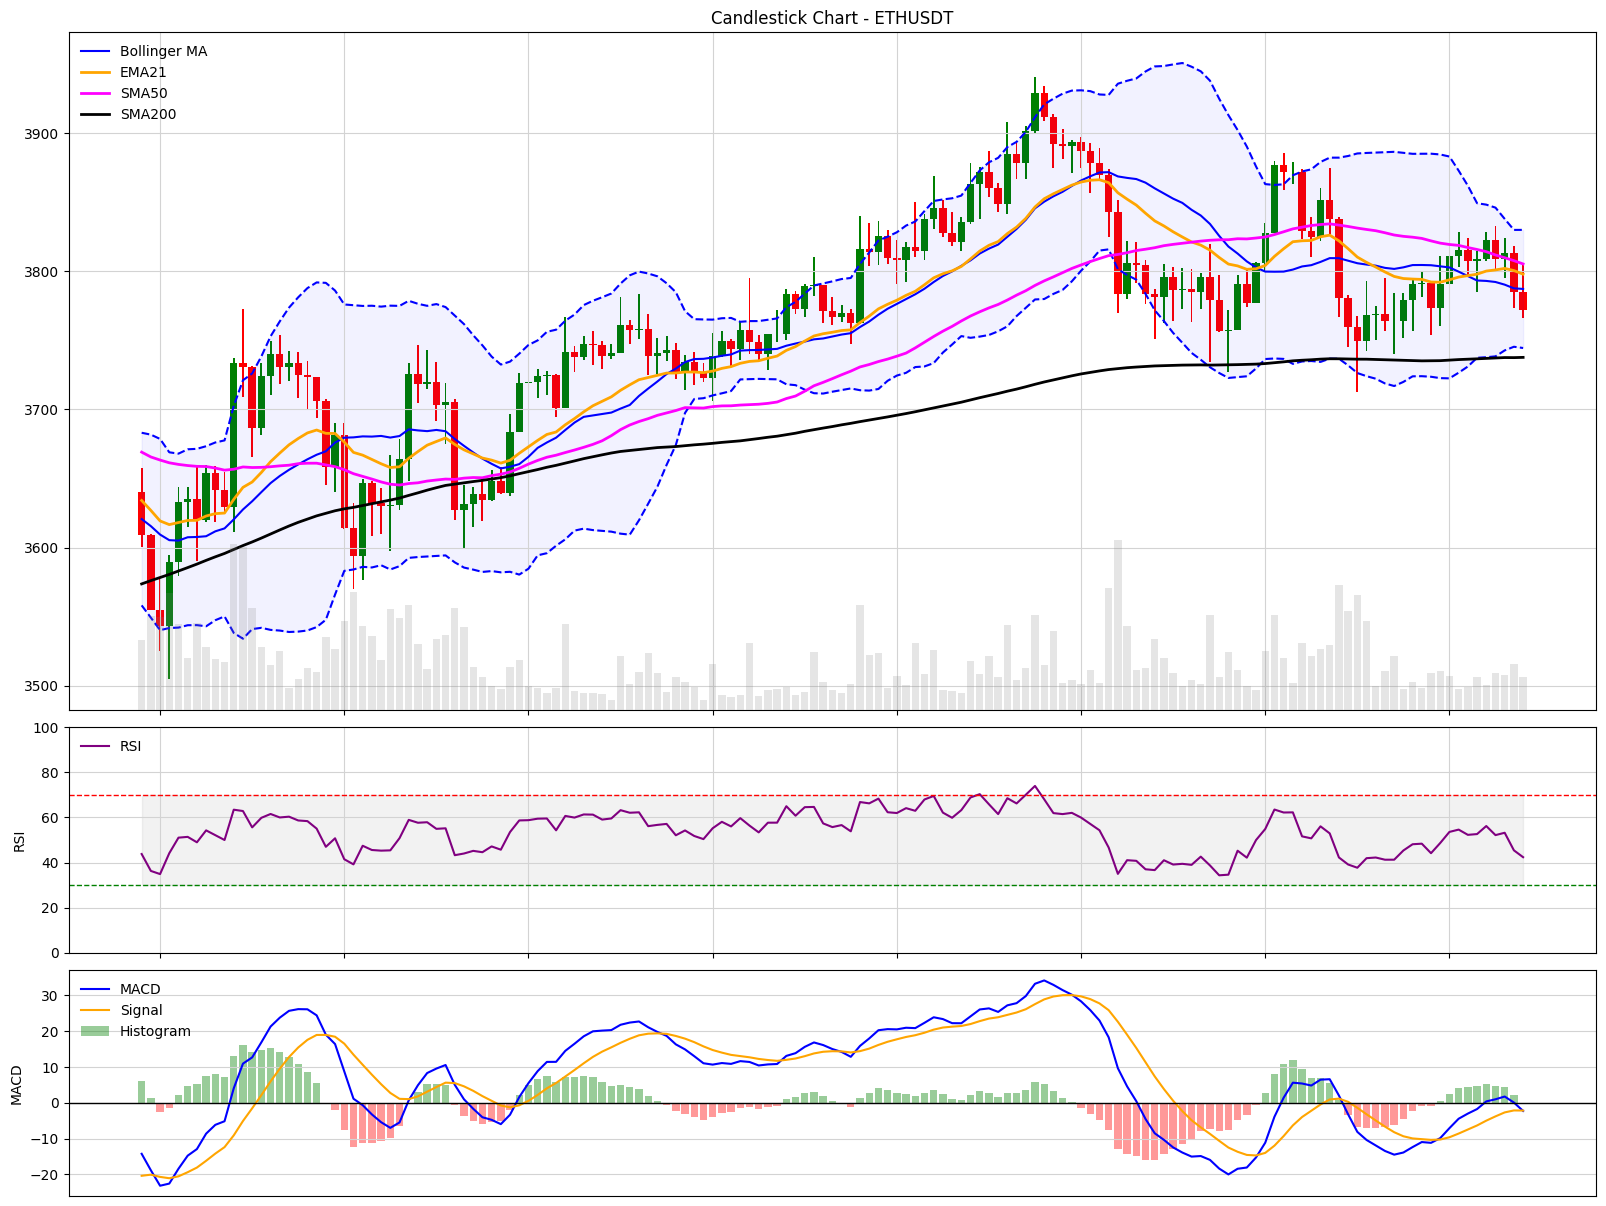 Candlestick Chart - ETHUSDT
Bollinger MA
EMA21
SMA50
SMA200
3900
3800
3700
3600
3500
RSI
100
80
60
40
20
0
RSI
MACD
Signal
Histogram
30
20
10
0
−10
−20
MACD